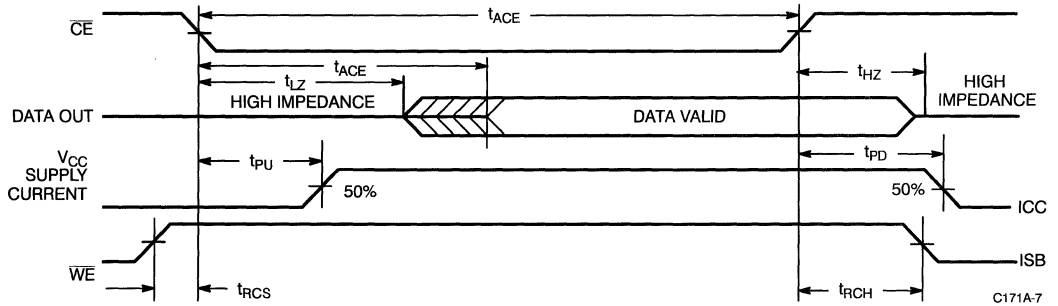 CE
tACE
tACE
tLZ
tHZ
HIGH IMPEDANCE
HIGH
IMPEDANCE
DATA OUT
DATA VALID
VCC
SUPPLY
CURRENT
tPU
tPD
50%
50%
ICC
WE
ISB
tRCS
tRCH
C171A-7